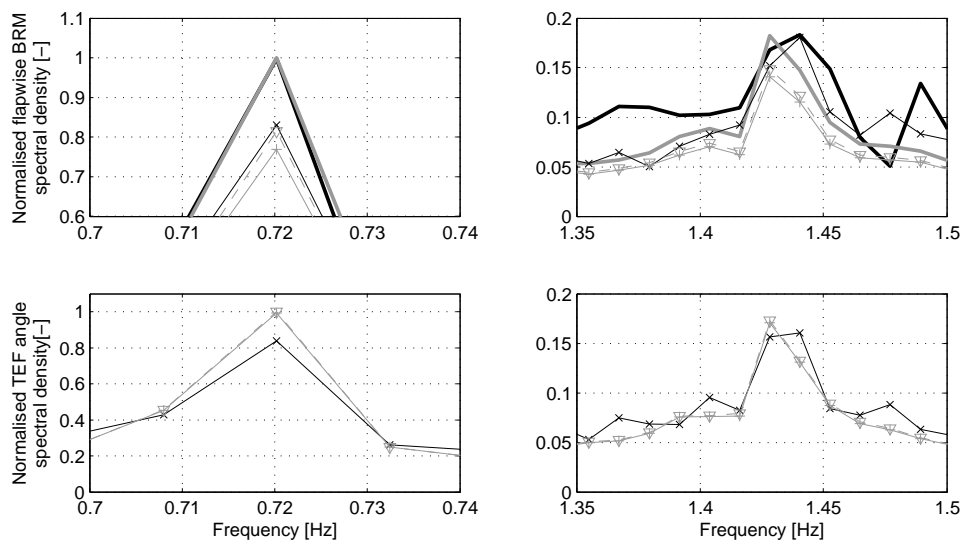 Normalised flapwise BRM
spectral density [−]
1.1
1
0.9
0.8
0.7
0.6
0.7 0.71 0.72 0.73 0.74
0.2
0.15
0.1
0.05
0
1.35 1.4 1.45 1.5
Normalised TEF angle
spectral density[−]
1
0.8
0.6
0.4
0.2
0
0.7 0.71 0.72 0.73 0.74
Frequency [Hz]
0.2
0.15
0.1
0.05
0
1.35 1.4 1.45 1.5
Frequency [Hz]